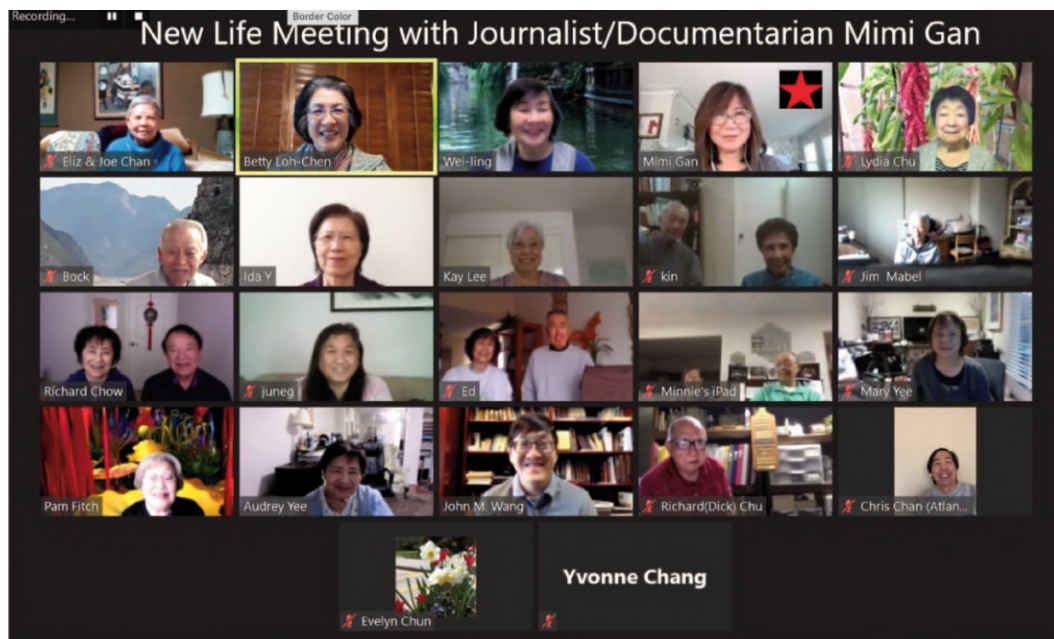 Recording...
Border Color
New Life Meeting with Journalist/Documentarian Mimi Gan
Eliz & Joe Chan
Betty Loh-Chen
Wei-ling
Mimi Gan
Lydia Chu
Bock
Ida Y
Kay Lee
kin
Jim Mabel
Richard Chow
juneg
Ed
Minnie's iPad
Mary Yee
Pam Fitch
Audrey Yee
John M. Wang
Richard(Dick) Chu
Chris Chan (Atlan...
Evelyn Chun
Yvonne Chang